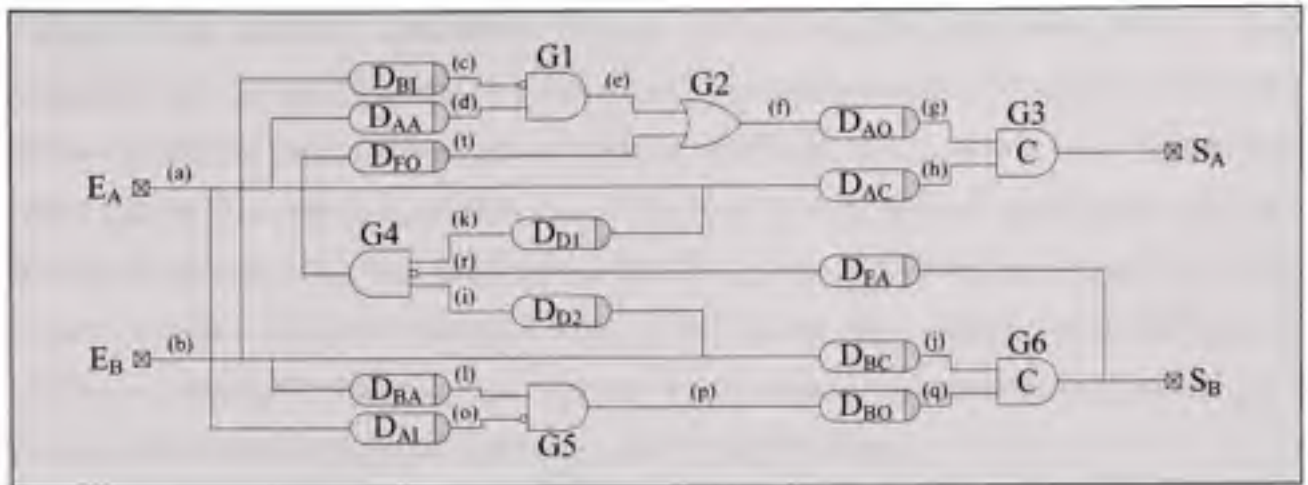 G1
(c)
D_BI
(e)
G2
(d)
D_AA
(f)
(g)
G3
D_AO
(t)
D_FO
C
S_A
(a)
E_A
(h)
D_AC
G4
(k)
D_D1
(r)
D_FA
(i)
D_D2
(b)
E_B
(j)
G6
D_BC
(l)
D_BA
(p)
(q)
C
S_B
D_BO
(o)
D_AI
G5